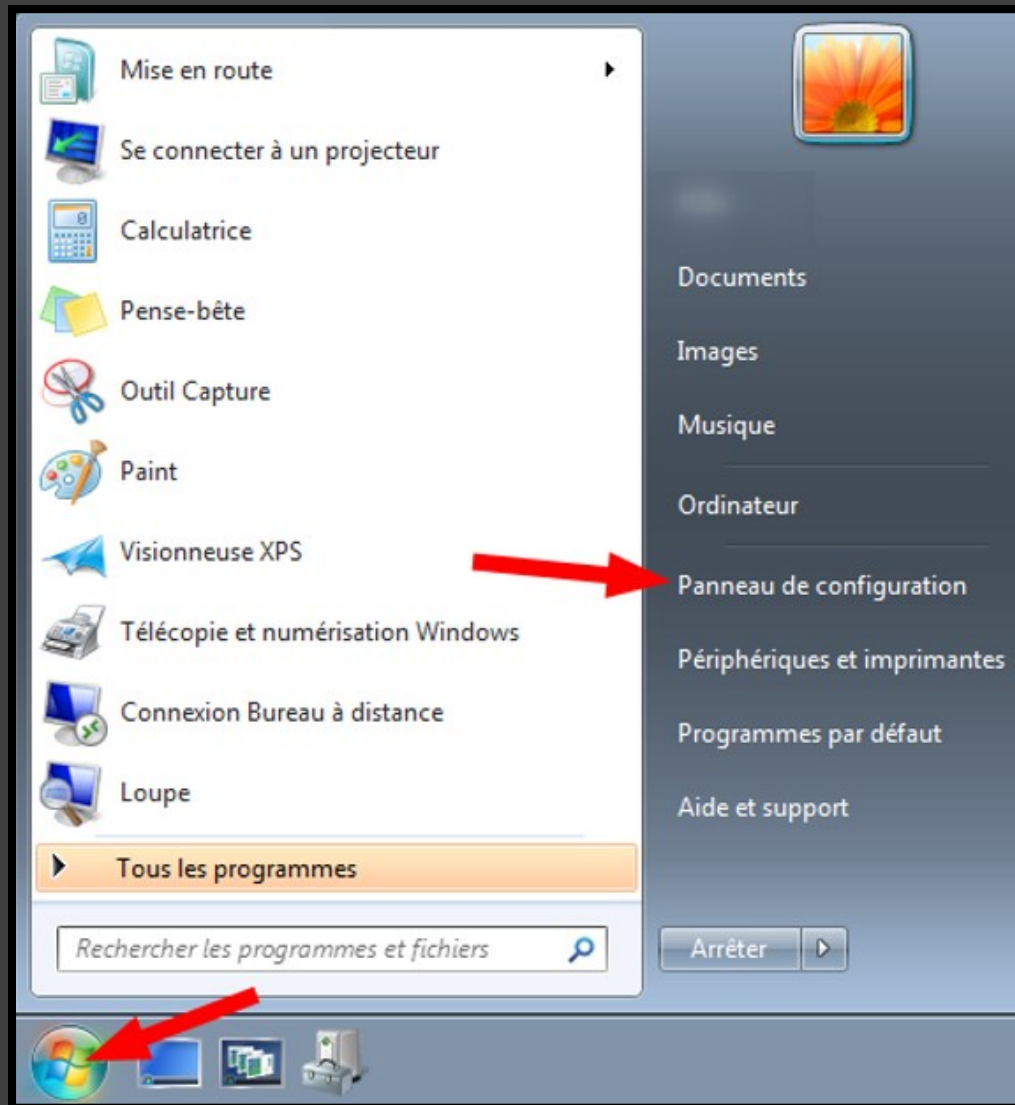 Mise en route
Se connecter à un projecteur
Calculatrice
Pense-bête
Outil Capture
Paint
Visionneuse XPS
Télécopie et numérisation Windows
Connexion Bureau à distance
Loupe
Tous les programmes
Rechercher les programmes et fichiers
Documents
Images
Musique
Ordinateur
Panneau de configuration
Périphériques et imprimantes
Programmes par défaut
Aide et support
Arrêter